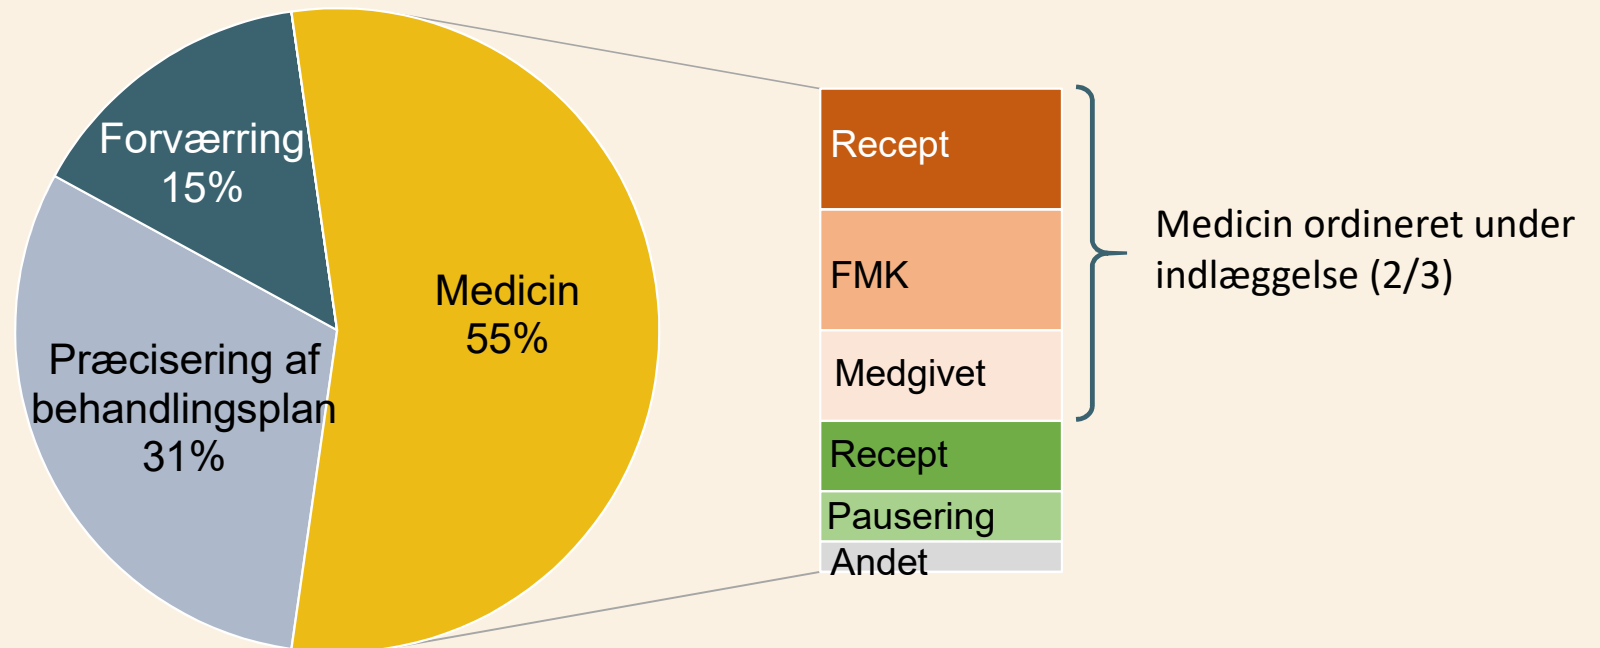 Forværring
15%
Medicin
55%
Præcisering af
behandlingsplan
31%
Recept
FMK
Medgivet
Recept
Pausering
Andet
Medicin ordineret under
indlæggelse (2/3)